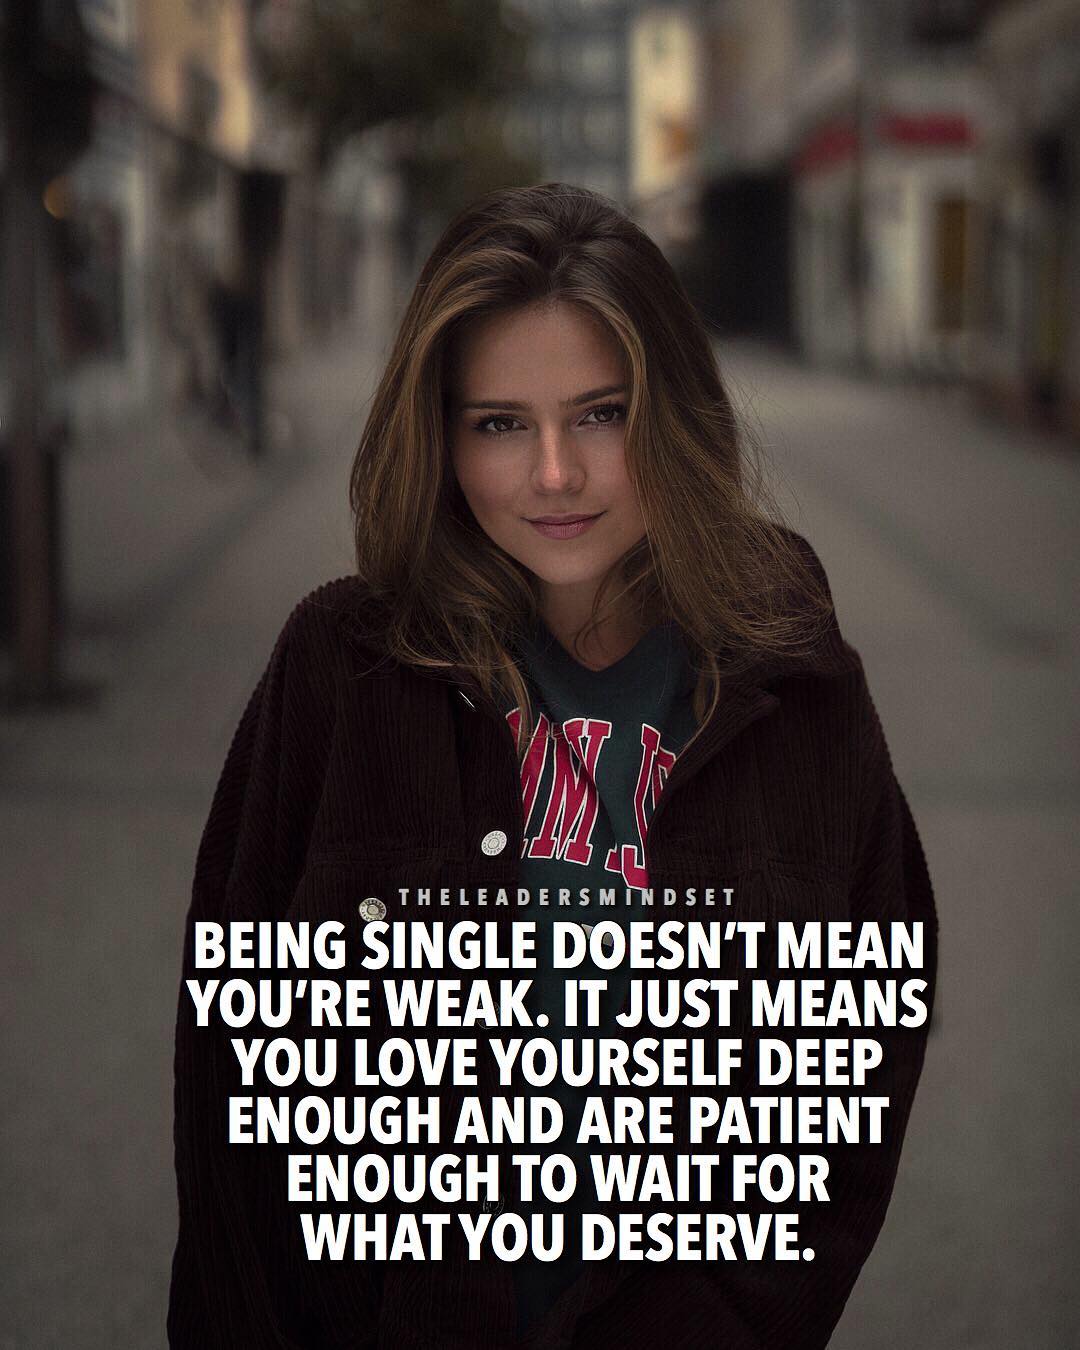 MM J
THELEADERSMINDSET
BEING SINGLE DOESN'T MEAN
YOU'RE WEAK. IT JUST MEANS
YOU LOVE YOURSELF DEEP
ENOUGH AND ARE PATIENT
ENOUGH TO WAIT FOR
WHAT YOU DESERVE.